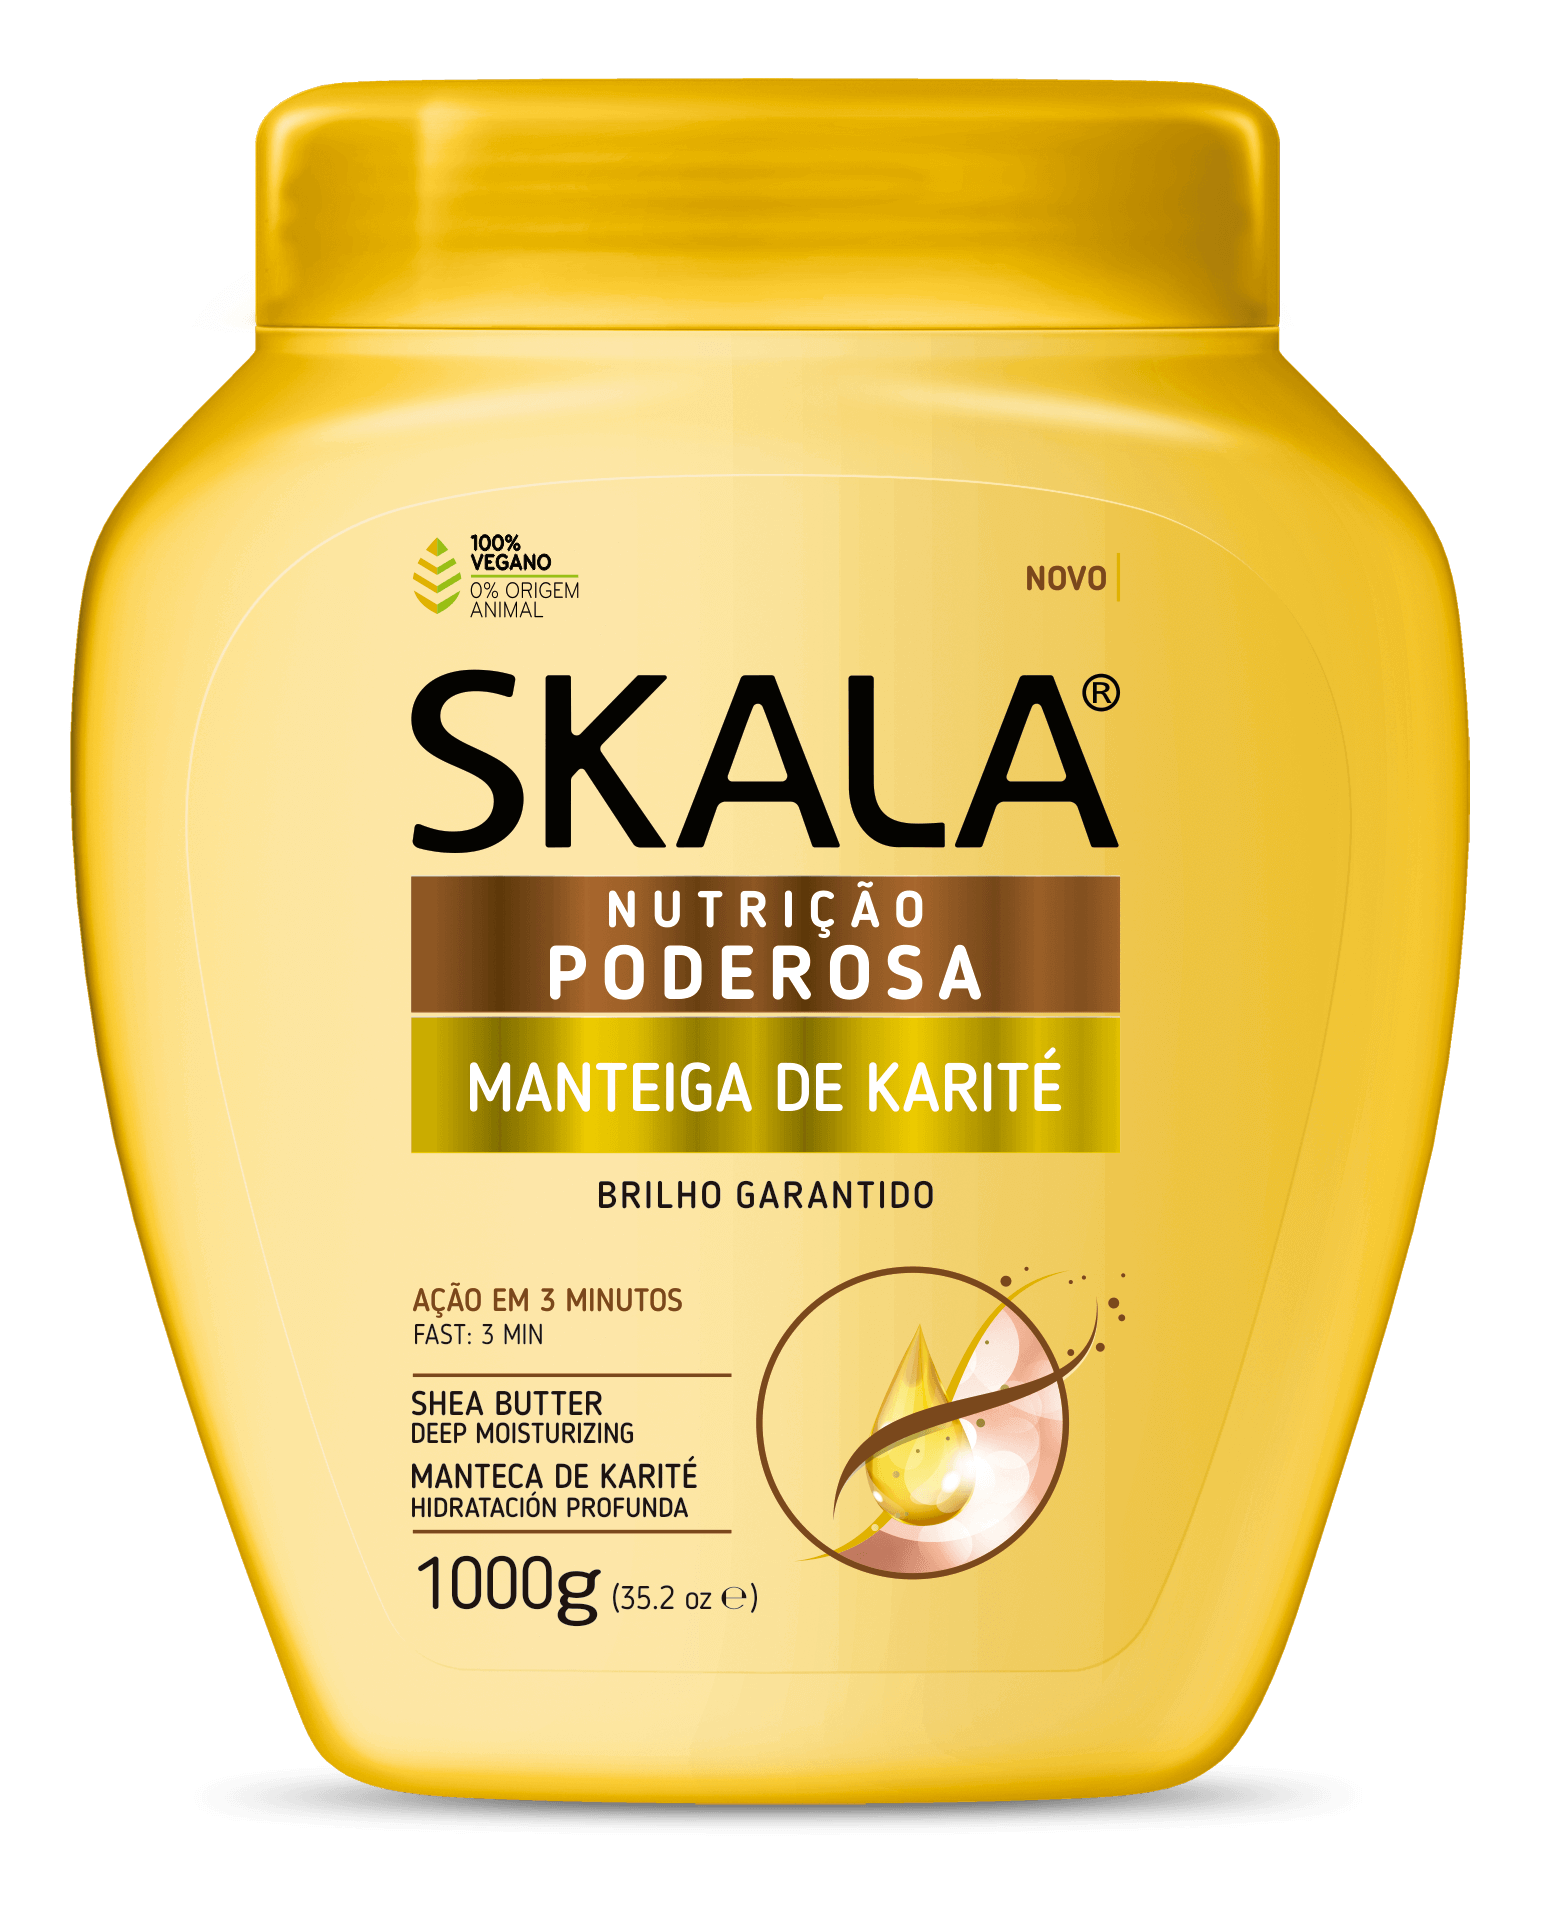 100%
VEGANO
0% ORIGEM
ANIMAL
NOVO
SKALA®
NUTRIÇÃO
PODEROSA
MANTEIGA DE KARITÉ
BRILHO GARANTIDO
AÇÃO EM 3 MINUTOS
FAST: 3 MIN
SHEA BUTTER
DEEP MOISTURIZING
MANTECA DE KARITÉ
HIDRATACIÓN PROFUNDA
1000g (35.2 oz ℮)